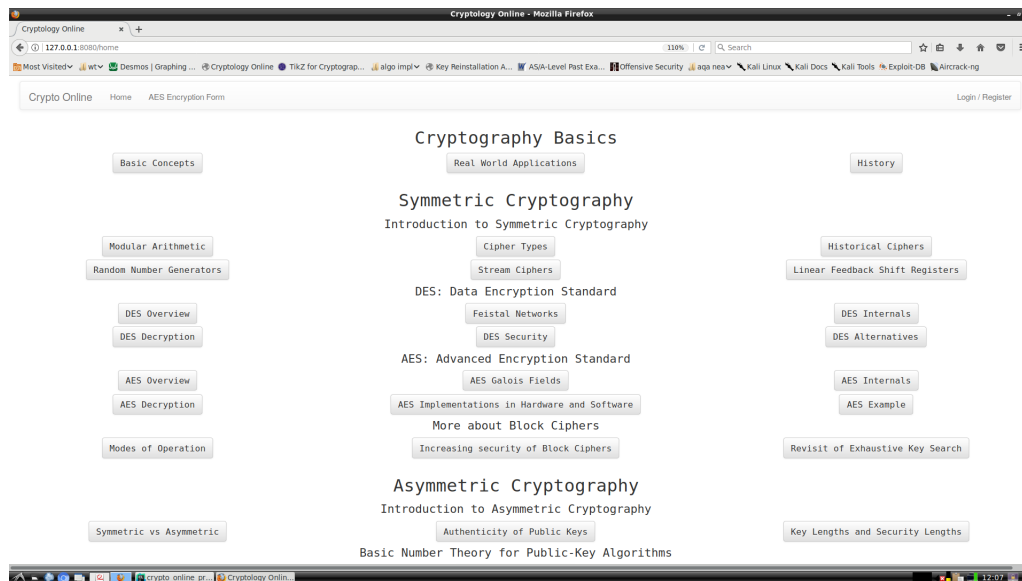 Cryptology Online - Mozilla Firefox
Cryptology Online × +
127.0.0.1:8080/home 110% Search
Most Visited wt Desmos | Graphing ... Cryptology Online TikZ for Cryptograp... algo impl Key Reinstallation A... AS/A-Level Past Exa... Offensive Security aqa nea Kali Linux Kali Docs Kali Tools Exploit-DB Aircrack-ng
Crypto Online Home AES Encryption Form Login / Register
Cryptography Basics
Basic Concepts Real World Applications History
Symmetric Cryptography
Introduction to Symmetric Cryptography
Modular Arithmetic Cipher Types Historical Ciphers
Random Number Generators Stream Ciphers Linear Feedback Shift Registers
DES: Data Encryption Standard
DES Overview Feistal Networks DES Internals
DES Decryption DES Security DES Alternatives
AES: Advanced Encryption Standard
AES Overview AES Galois Fields AES Internals
AES Decryption AES Implementations in Hardware and Software AES Example
More about Block Ciphers
Modes of Operation Increasing security of Block Ciphers Revisit of Exhaustive Key Search
Asymmetric Cryptography
Introduction to Asymmetric Cryptography
Symmetric vs Asymmetric Authenticity of Public Keys Key Lengths and Security Lengths
Basic Number Theory for Public-Key Algorithms
crypto_online_pr... Cryptology Onlin... 12:07